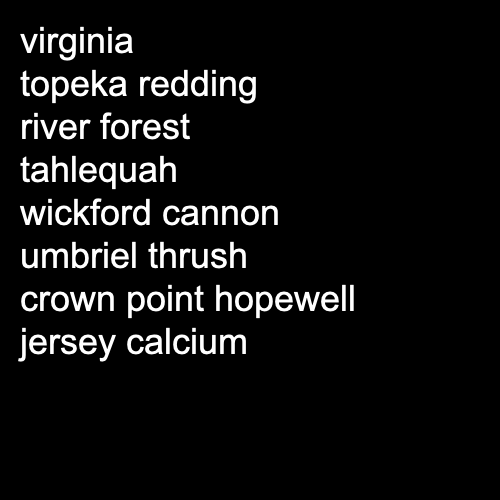 virginia
topeka redding
river forest
tahlequah
wickford cannon
umbriel thrush
crown point hopewell
jersey calcium